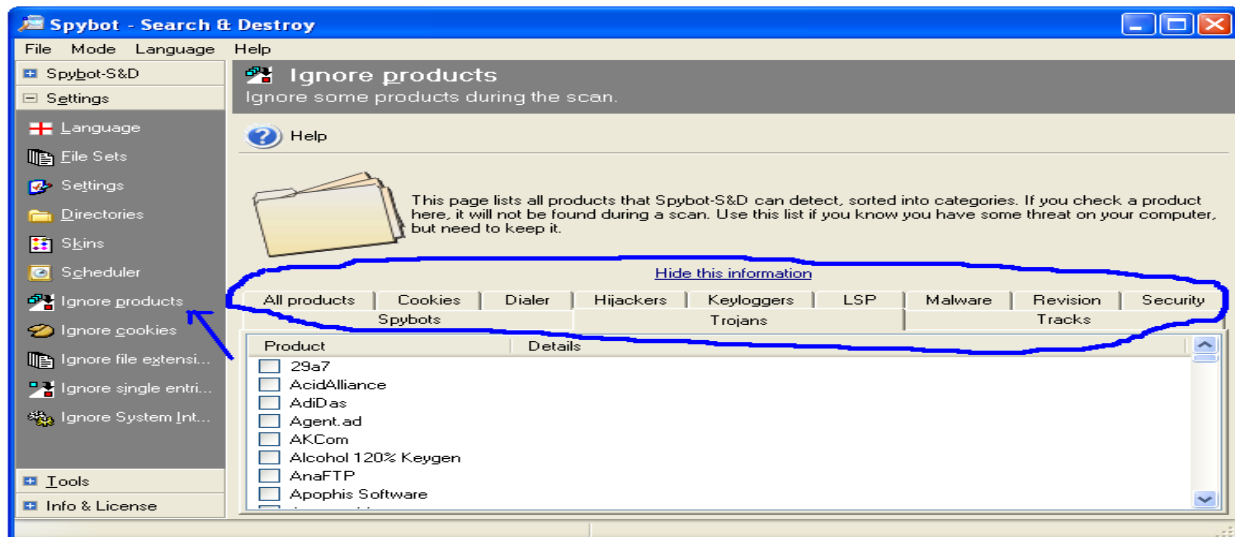 Spybot - Search & Destroy
File Mode Language Help
Spybot-S&D
Settings
Language
File Sets
Settings
Directories
Skins
Scheduler
Ignore products
Ignore cookies
Ignore file extensi...
Ignore single entri...
Ignore System Int...
Tools
Info & License
Ignore products
Ignore some products during the scan.
Help
This page lists all products that Spybot-S&D can detect, sorted into categories. If you check a product
here, it will not be found during a scan. Use this list if you know you have some threat on your computer,
but need to keep it.
Hide this information
All products Cookies Dialer Hijackers Keyloggers LSP Malware Revision Security
Spybots Trojans Tracks
Product Details
29a7
AcidAlliance
AdiDas
Agent.ad
AKCom
Alcohol 120% Keygen
AnaFTP
Apophis Software